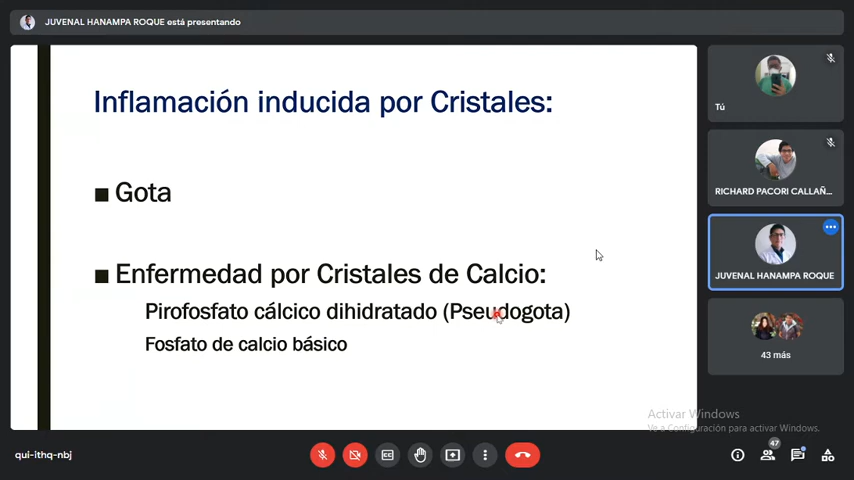 JUVENAL HANAMPA ROQUE está presentando
Inflamación inducida por Cristales:
■ Gota
■ Enfermedad por Cristales de Calcio:
Pirofosfato cálcico dihidratado (Pseudogota)
Fosfato de calcio básico
Tú
RICHARD PACORI CALLAÑ...
JUVENAL HANAMPA ROQUE
43 más
Activar Windows
Ve a Configuración para activar Windows.
qui-ithq-nbj
47